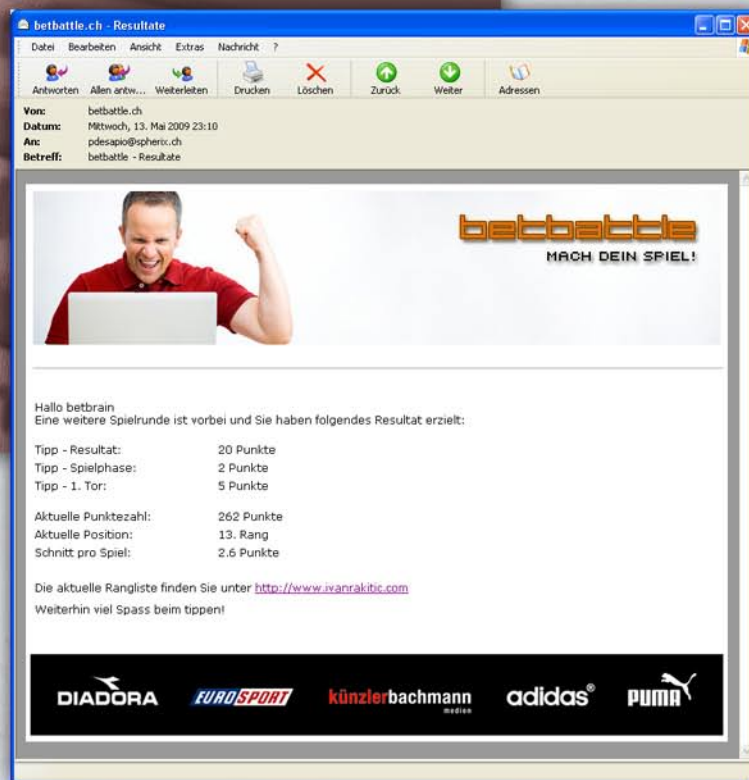 betbattle.ch - Resultate
Datei Bearbeiten Ansicht Extras Nachricht ?
Antworten Allen antw... Weiterleiten Drucken Löschen Zurück Weiter Adressen
Von: betbattle.ch
Datum: Mittwoch, 13. Mai 2009 23:10
An: pdesapio@spherix.ch
Betreff: betbattle - Resultate
betbattle
MACH DEIN SPIEL!
Hallo betbrain
Eine weitere Spielrunde ist vorbei und Sie haben folgendes Resultat erzielt:
Tipp - Resultat: 20 Punkte
Tipp - Spielphase: 2 Punkte
Tipp - 1. Tor: 5 Punkte
Aktuelle Punktezahl: 262 Punkte
Aktuelle Position: 13. Rang
Schnitt pro Spiel: 2.6 Punkte
Die aktuelle Rangliste finden Sie unter http://www.ivanrakitic.com
Weiterhin viel Spass beim tippen!
DIADORA EUROSPORT künzlerbachmann medien adidas® PUMA